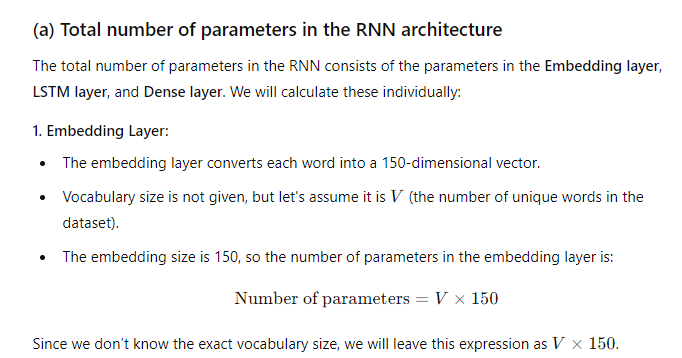 (a) Total number of parameters in the RNN architecture
The total number of parameters in the RNN consists of the parameters in the Embedding layer,
LSTM layer, and Dense layer. We will calculate these individually:
1. Embedding Layer:
• The embedding layer converts each word into a 150-dimensional vector.
• Vocabulary size is not given, but let's assume it is V (the number of unique words in the
dataset).
• The embedding size is 150, so the number of parameters in the embedding layer is:
Number of parameters = V × 150
Since we don't know the exact vocabulary size, we will leave this expression as V × 150.